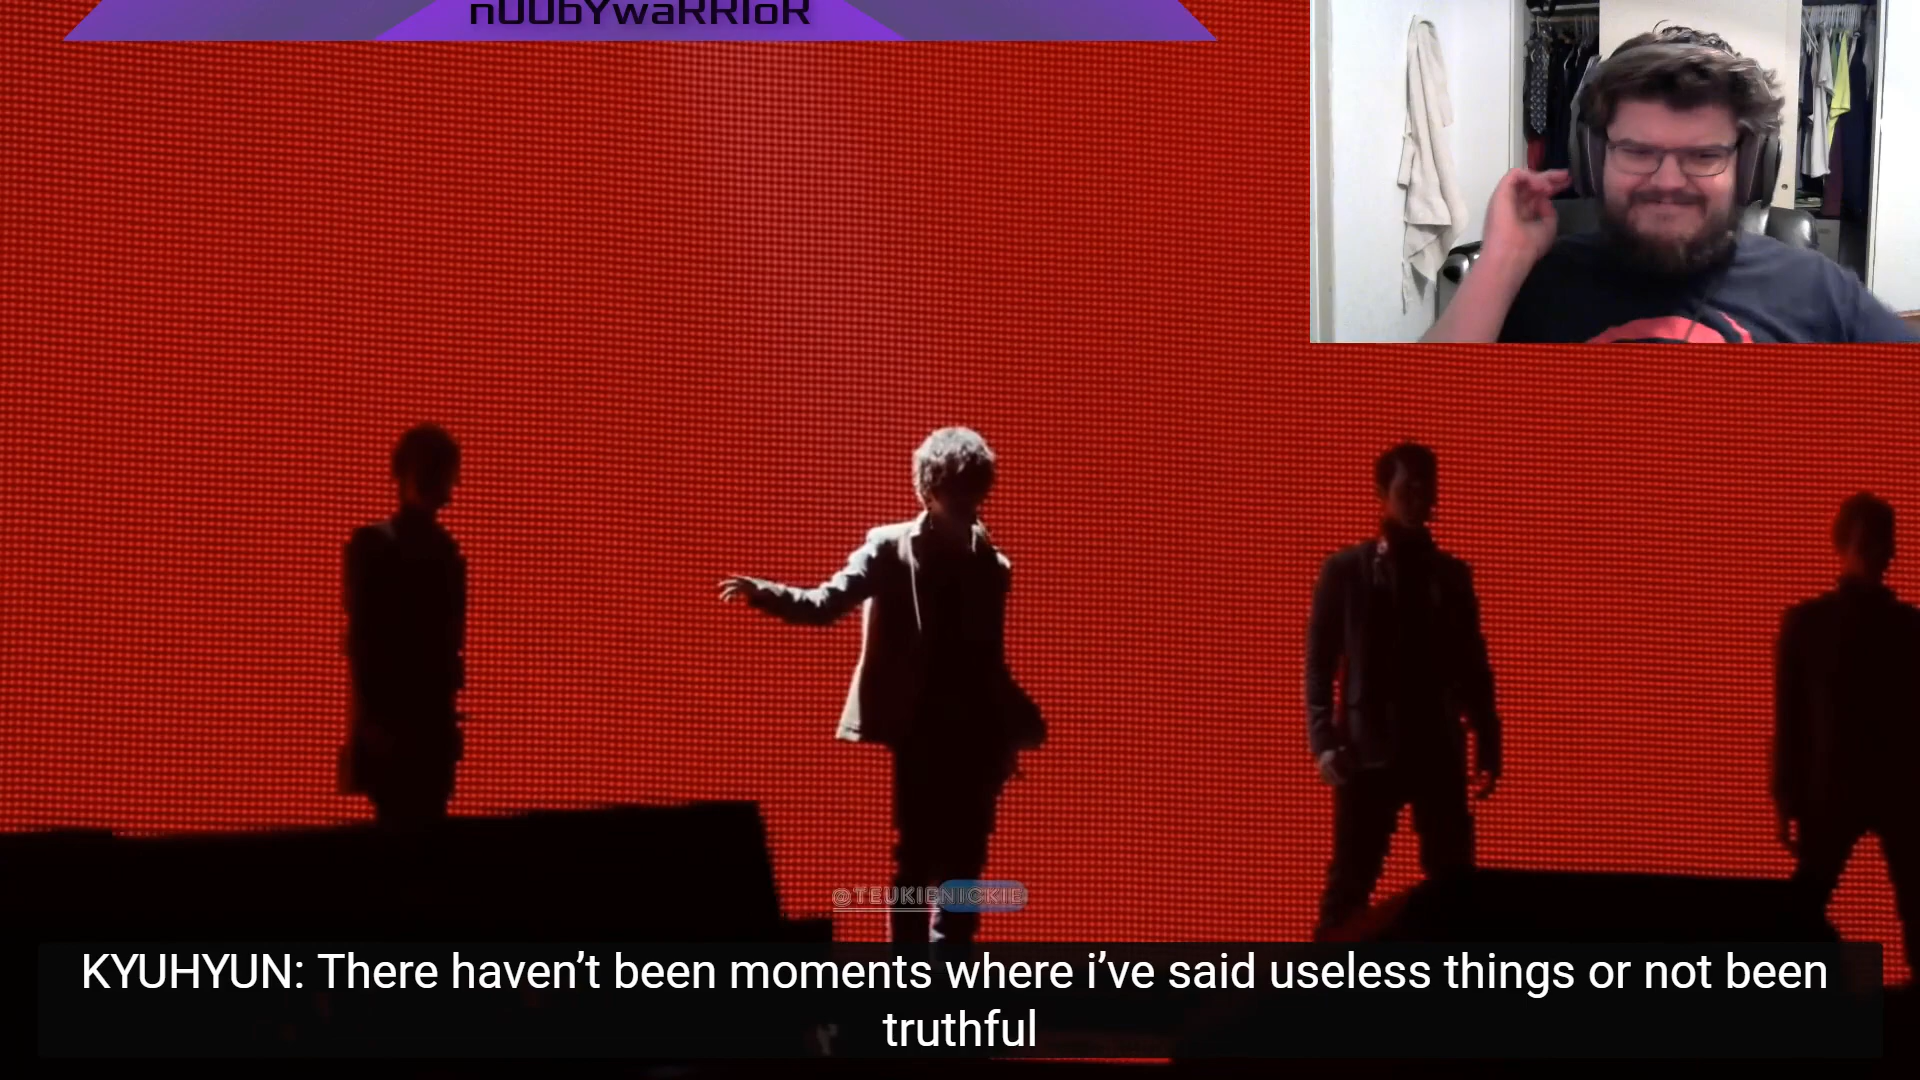 nUUbYwaRRIoR
@TEUKIENICKIE
KYUHYUN: There haven't been moments where i've said useless things or not been
truthful